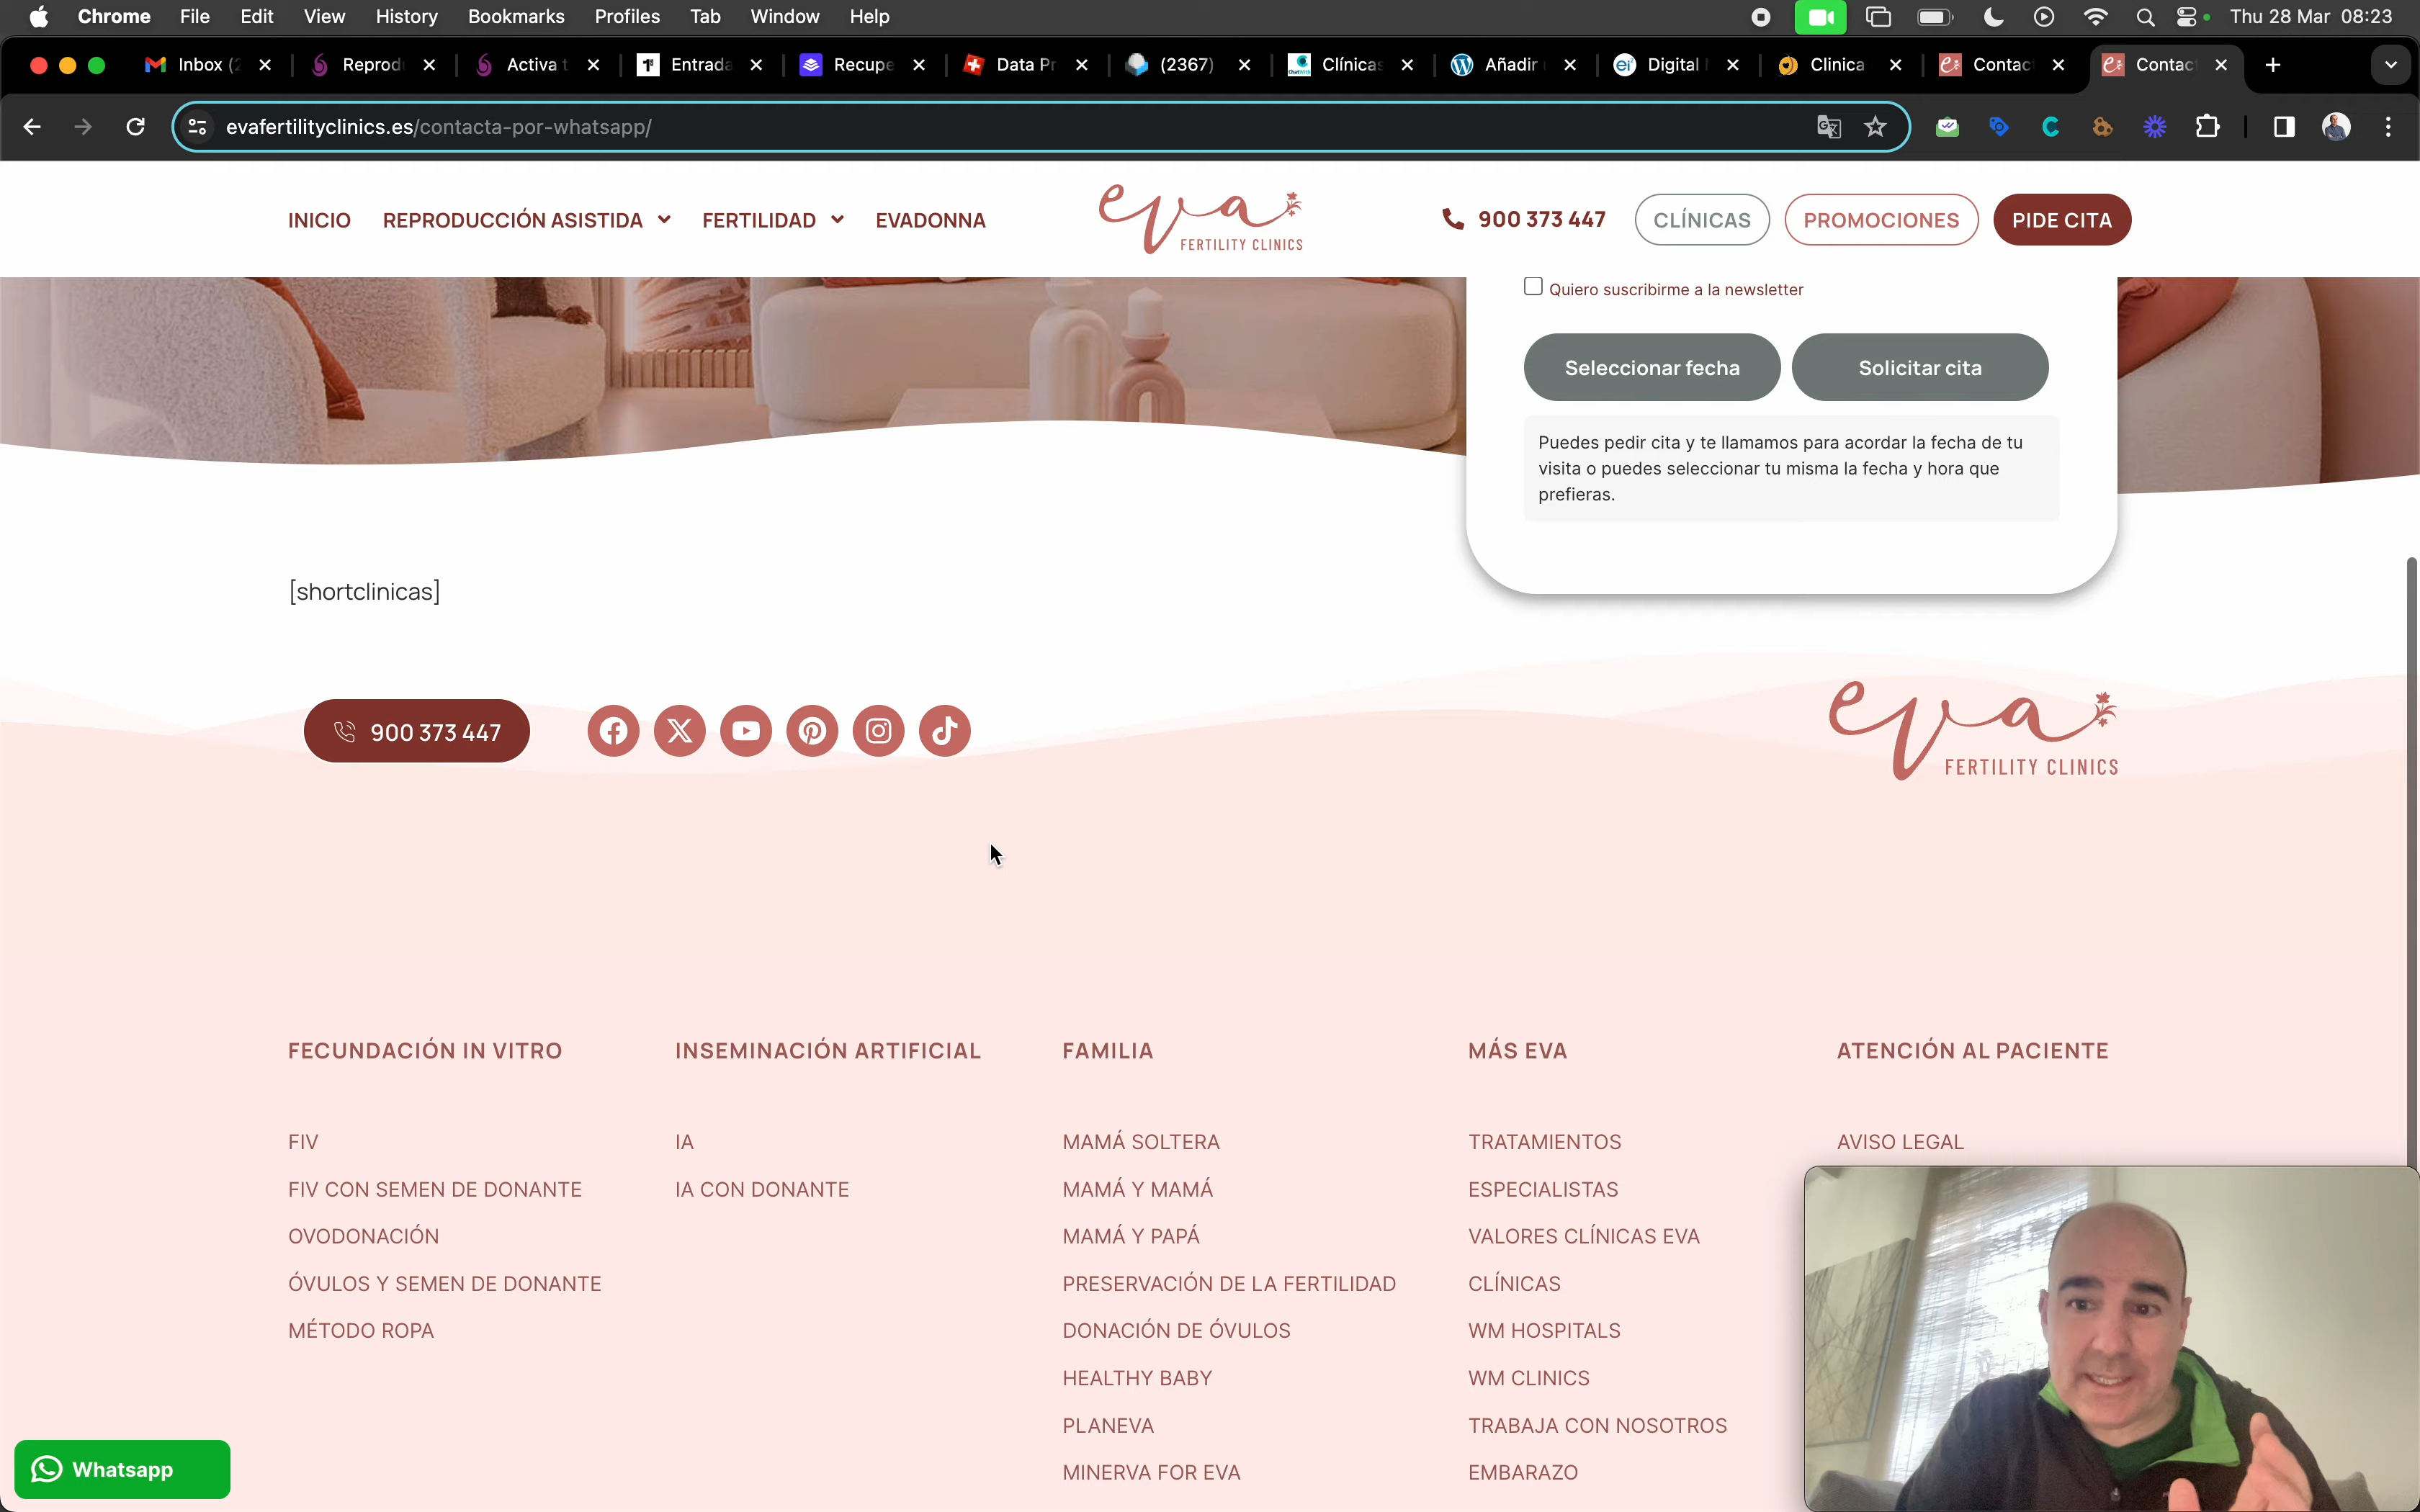 Chrome File Edit View History Bookmarks Profiles Tab Window Help Thu 28 Mar 08:23
Inbox (2 Reprodu Activa t Entrada Recupe Data Pr (2367) Clínicas Añadir Digital Clinica Contac Contac
evafertilityclinics.es/contacta-por-whatsapp/
INICIO REPRODUCCIÓN ASISTIDA FERTILIDAD EVADONNA
eva
FERTILITY CLINICS
900 373 447 CLÍNICAS PROMOCIONES PIDE CITA
Quiero suscribirme a la newsletter
Seleccionar fecha Solicitar cita
Puedes pedir cita y te llamamos para acordar la fecha de tu
visita o puedes seleccionar tu misma la fecha y hora que
prefieras.
[shortclinicas]
900 373 447
eva
FERTILITY CLINICS
FECUNDACIÓN IN VITRO
FIV
FIV CON SEMEN DE DONANTE
OVODONACIÓN
ÓVULOS Y SEMEN DE DONANTE
MÉTODO ROPA
INSEMINACIÓN ARTIFICIAL
IA
IA CON DONANTE
FAMILIA
MAMÁ SOLTERA
MAMÁ Y MAMÁ
MAMÁ Y PAPÁ
PRESERVACIÓN DE LA FERTILIDAD
DONACIÓN DE ÓVULOS
HEALTHY BABY
PLANEVA
MINERVA FOR EVA
MÁS EVA
TRATAMIENTOS
ESPECIALISTAS
VALORES CLÍNICAS EVA
CLÍNICAS
WM HOSPITALS
WM CLINICS
TRABAJA CON NOSOTROS
EMBARAZO
ATENCIÓN AL PACIENTE
AVISO LEGAL
Whatsapp